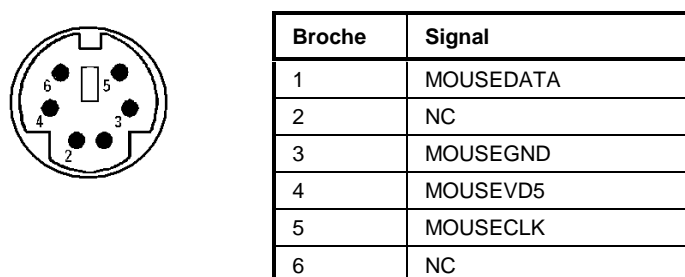 6 5
4 3
2
Broche Signal
1 MOUSEDATA
2 NC
3 MOUSEGND
4 MOUSEVD5
5 MOUSECLK
6 NC